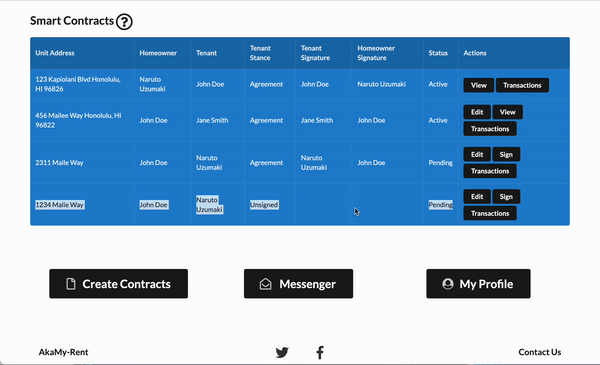 Smart Contracts ?
Unit Address Homeowner Tenant Tenant Stance Tenant Signature Homeowner Signature Status Actions
123 Kapiolani Blvd Honolulu, HI 96826 Naruto Uzumaki John Doe Agreement John Doe Naruto Uzumaki Active View Transactions
456 Mailee Way Honolulu, HI 96822 John Doe Jane Smith Agreement Jane Smith John Doe Active Edit View Transactions
2311 Maile Way John Doe Naruto Uzumaki Agreement Naruto Uzumaki John Doe Pending Edit Sign Transactions
1234 Malie Way John Doe Naruto Uzumaki Unsigned Pending Edit Sign Transactions
Create Contracts Messenger My Profile
AkaMy-Rent Contact Us